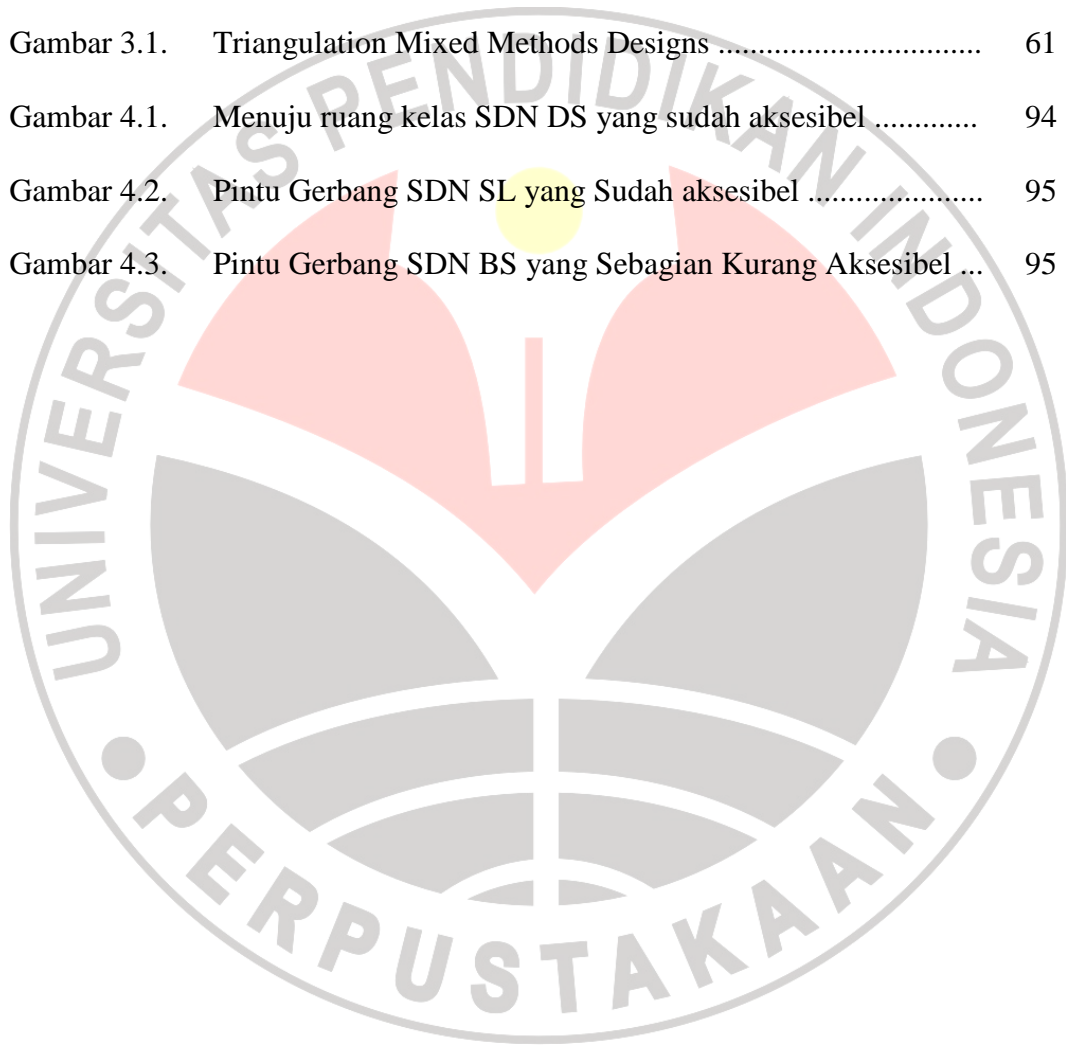 Gambar 3.1. Triangulation Mixed Methods Designs ................................ 61
Gambar 4.1. Menuju ruang kelas SDN DS yang sudah aksesibel ............. 94
Gambar 4.2. Pintu Gerbang SDN SL yang Sudah aksesibel ..................... 95
Gambar 4.3. Pintu Gerbang SDN BS yang Sebagian Kurang Aksesibel ... 95
UNIVERSITAS PENDIDIKAN INDONESIA
PERPUSTAKAAN